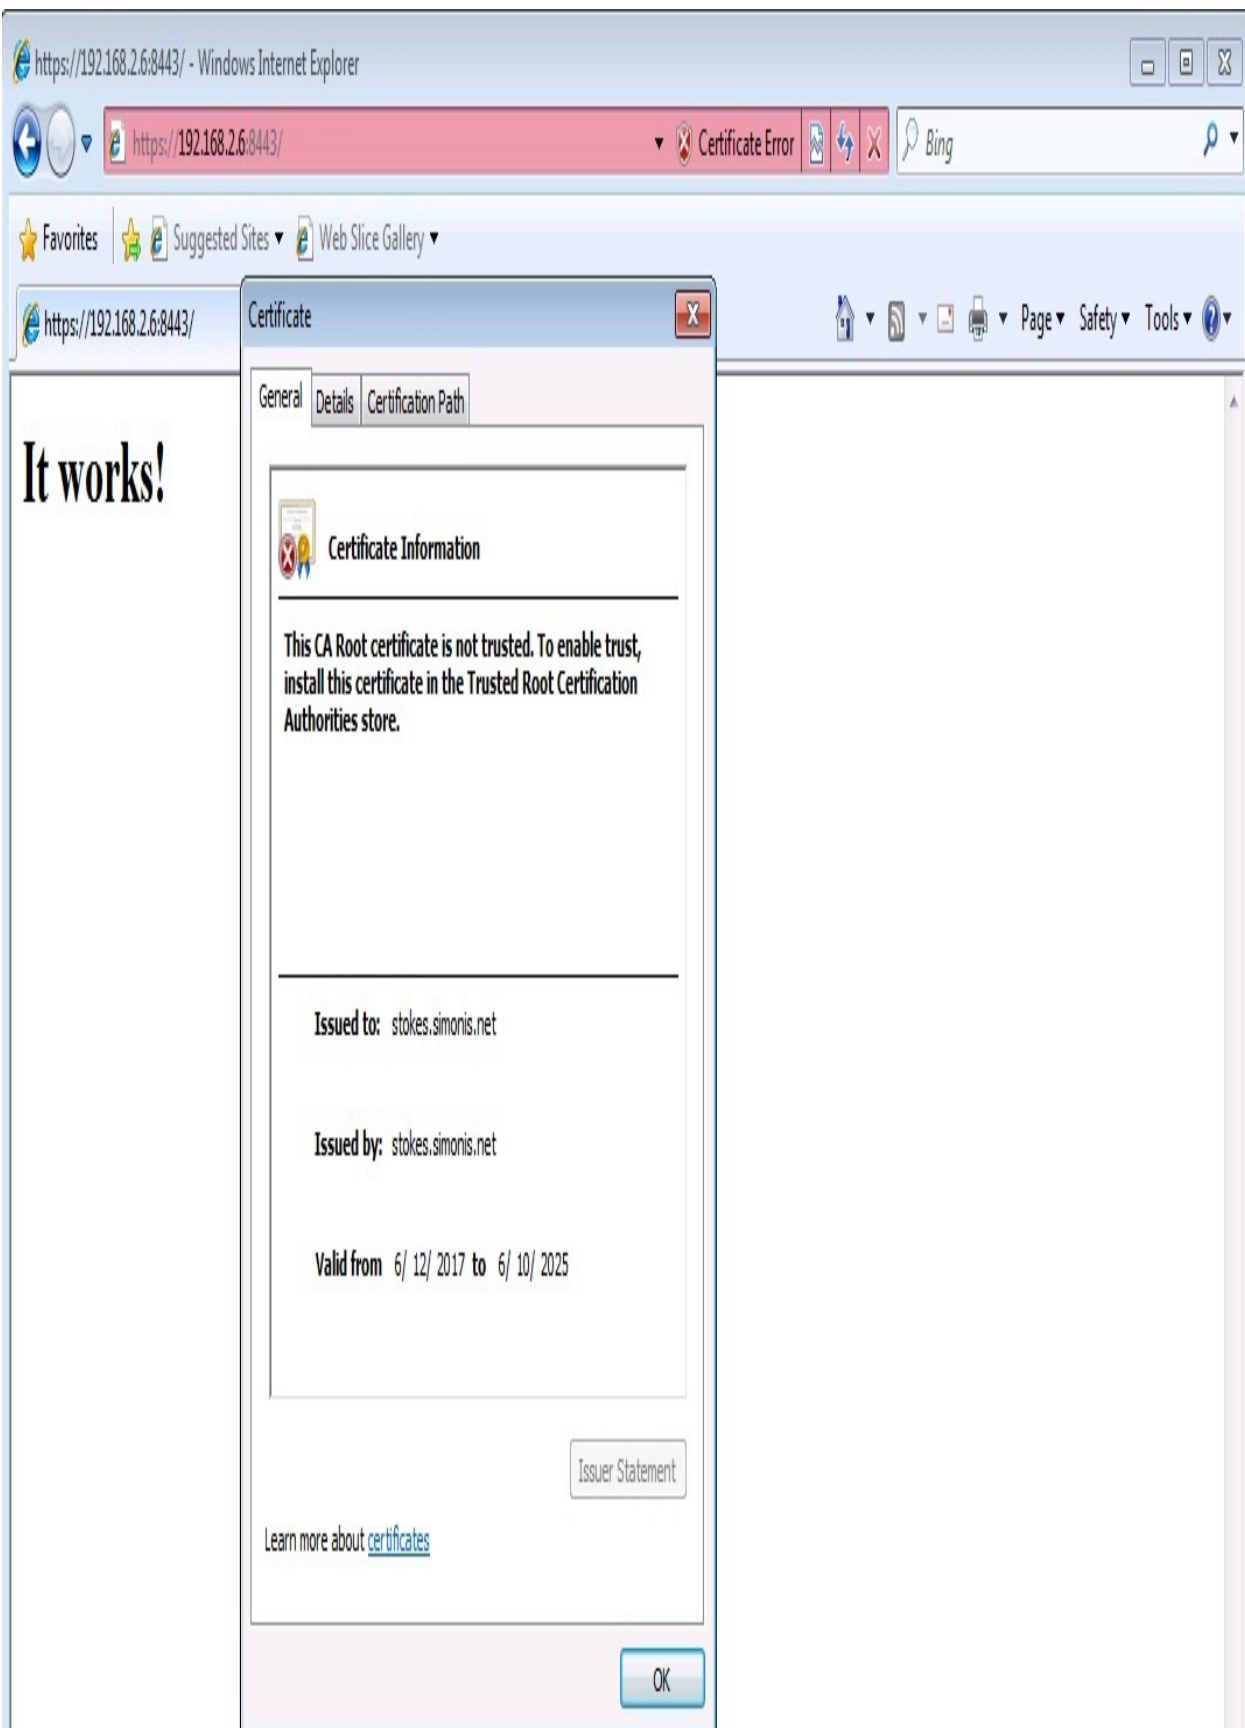 https://192.168.2.6:8443/ - Windows Internet Explorer
https://192.168.2.6:8443/ Certificate Error Bing
Favorites Suggested Sites Web Slice Gallery
https://192.168.2.6:8443/ Page Safety Tools
Certificate
General Details Certification Path
It works!
Certificate Information
This CA Root certificate is not trusted. To enable trust,
install this certificate in the Trusted Root Certification
Authorities store.
Issued to: stokes.simonis.net
Issued by: stokes.simonis.net
Valid from 6/ 12/ 2017 to 6/ 10/ 2025
Issuer Statement
Learn more about certificates
OK